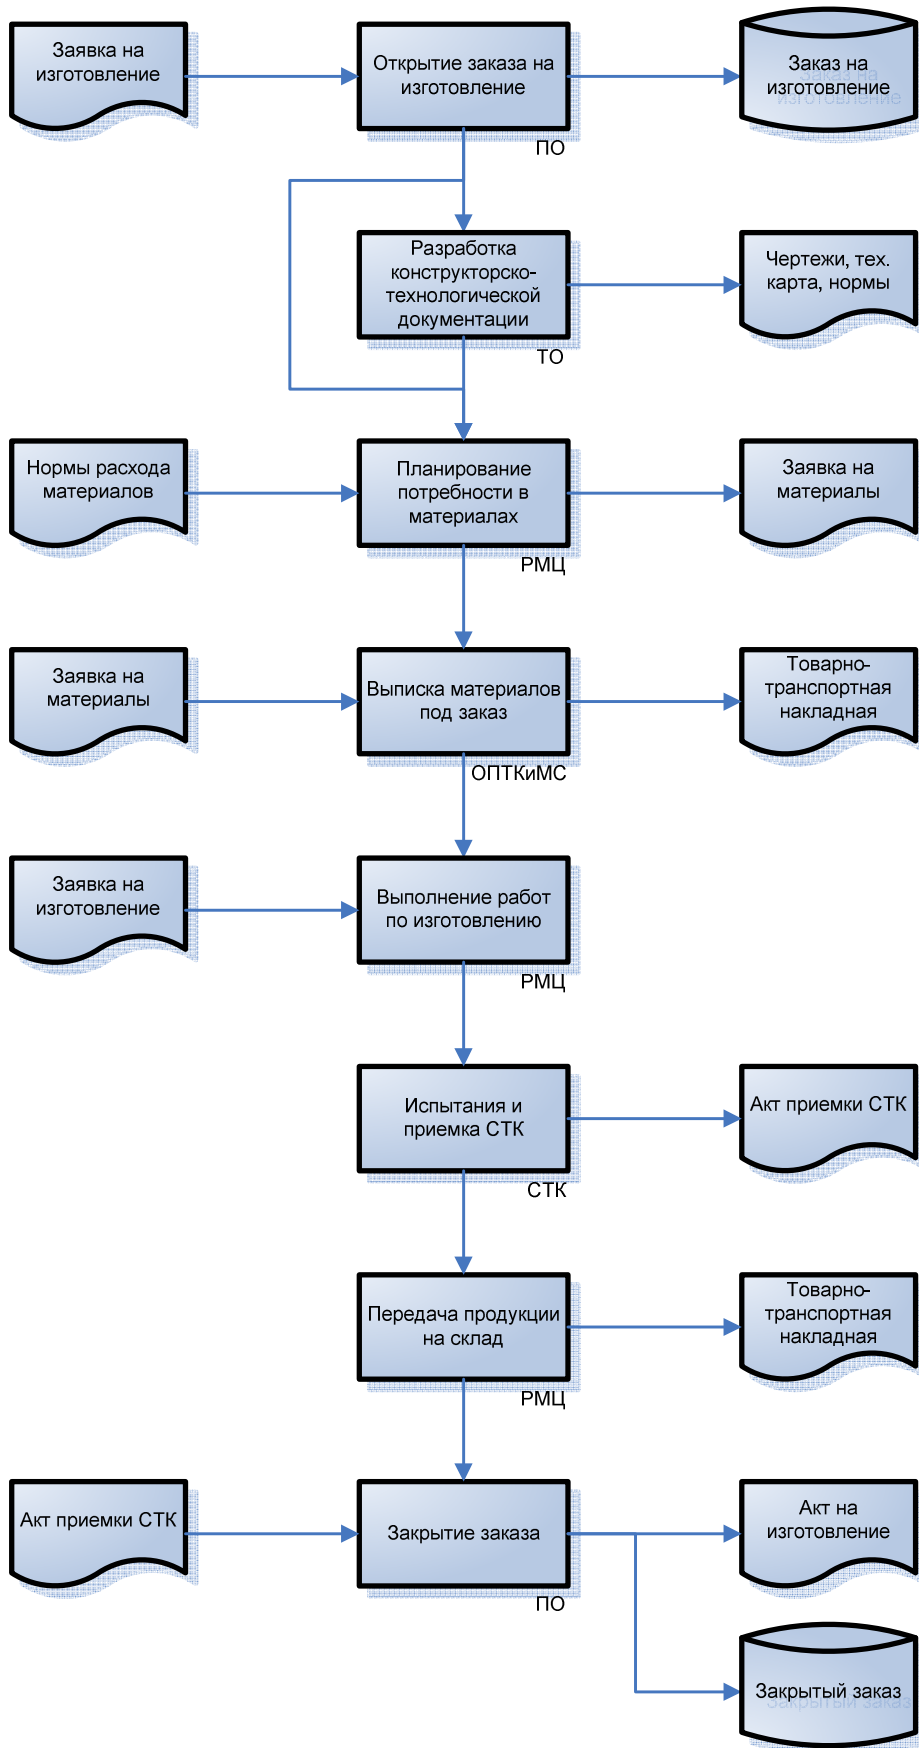 Заявка на
изготовление
Открытие заказа на
изготовление
Заказ на
изготовление
ПО
Разработка
конструкторско-
технологической
документации
Чертежи, тех.
карта, нормы
ТО
Нормы расхода
материалов
Планирование
потребности в
материалах
Заявка на
материалы
РМЦ
Заявка на
материалы
Выписка материалов
под заказ
Товарно-
транспортная
накладная
ОПТКиМС
Заявка на
изготовление
Выполнение работ
по изготовлению
РМЦ
Испытания и
приемка СТК
Акт приемки СТК
СТК
Передача продукции
на склад
Товарно-
транспортная
накладная
РМЦ
Акт приемки СТК
Закрытие заказа
Акт на
изготовление
ПО
Закрытый заказ